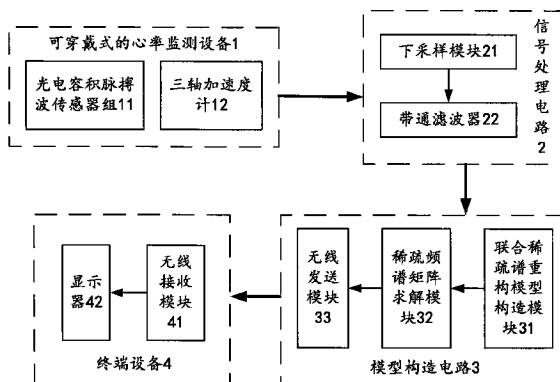 可穿戴式的心率监测设备1
光电容积脉搏
波传感器组11
三轴加速度
计12
信号处理电路2
下采样模块21
带通滤波器22
无线
接收
模块
41
显示
器42
终端设备4
无线
发送
模块
33
稀疏频
谱矩阵
求解模
块32
联合稀
疏谱重
构模型
构造模
块31
模型构造电路3